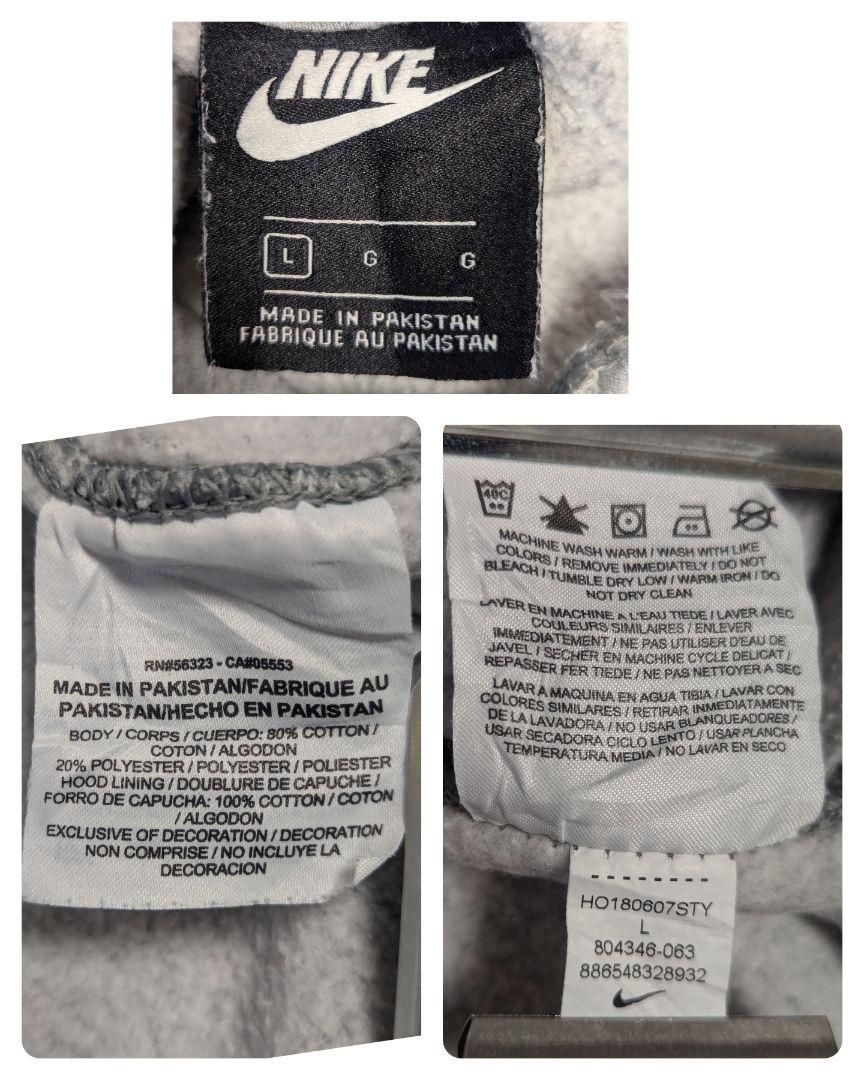 NIKE
L G G
MADE IN PAKISTAN
FABRIQUE AU PAKISTAN
RN#56323 - CA#05553
MADE IN PAKISTAN/FABRIQUE AU
PAKISTAN/HECHO EN PAKISTAN
BODY / CORPS / CUERPO: 80% COTTON /
COTON / ALGODON
20% POLYESTER / POLYESTER / POLIESTER
HOOD LINING / DOUBLURE DE CAPUCHE /
FORRO DE CAPUCHA: 100% COTTON / COTON
/ ALGODON
EXCLUSIVE OF DECORATION / DECORATION
NON COMPRISE / NO INCLUYE LA
DECORACION
40C
MACHINE WASH WARM / WASH WITH LIKE
COLORS / REMOVE IMMEDIATELY / DO NOT
BLEACH / TUMBLE DRY LOW / WARM IRON / DO
NOT DRY CLEAN
LAVER EN MACHINE A L'EAU TIEDE / LAVER AVEC
COULEURS SIMILAIRES / ENLEVER
IMMEDIATEMENT / NE PAS UTILISER D'EAU DE
JAVEL / SECHER EN MACHINE CYCLE DELICAT /
REPASSER FER TIEDE / NE PAS NETTOYER A SEC
LAVAR A MAQUINA EN AGUA TIBIA / LAVAR CON
COLORES SIMILARES / RETIRAR INMEDIATAMENTE
DE LA LAVADORA / NO USAR BLANQUEADORES /
USAR SECADORA CICLO LENTO / USAR PLANCHA
TEMPERATURA MEDIA / NO LAVAR EN SECO
HO180607STY
L
804346-063
886548328932